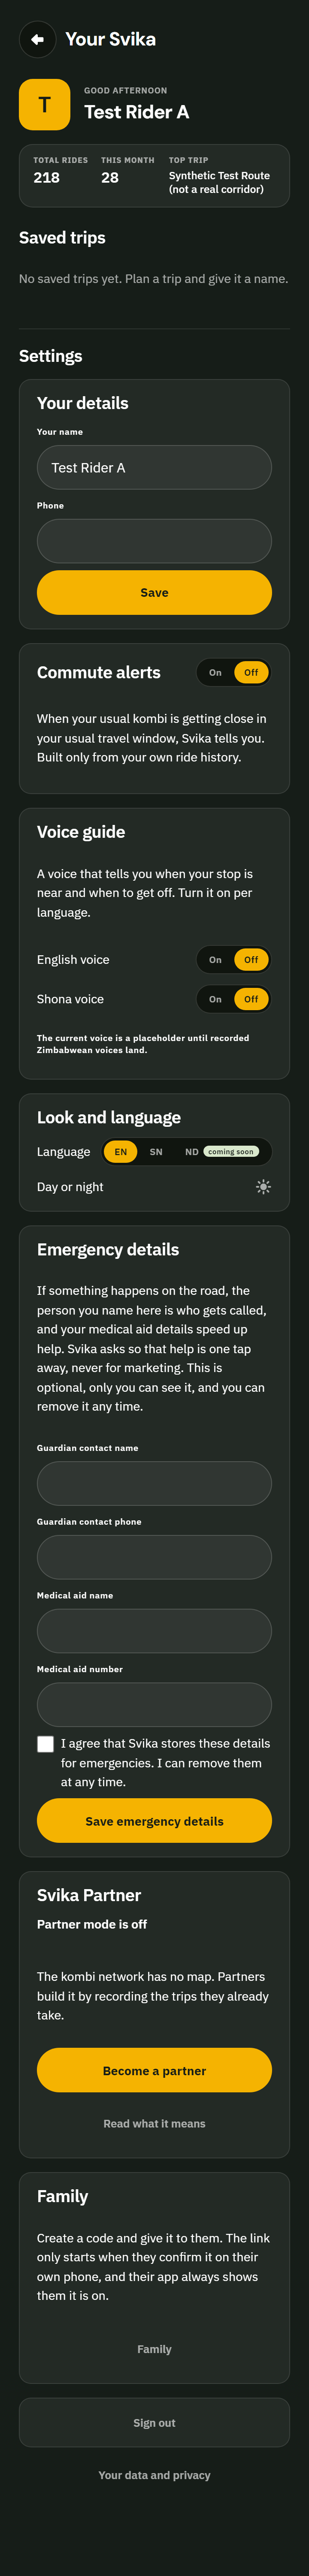 Your Svika
T
GOOD AFTERNOON
Test Rider A
TOTAL RIDES
218
THIS MONTH
28
TOP TRIP
Synthetic Test Route
(not a real corridor)
Saved trips
No saved trips yet. Plan a trip and give it a name.
Settings
Your details
Your name
Test Rider A
Phone
Save
Commute alerts
On Off
When your usual kombi is getting close in
your usual travel window, Svika tells you.
Built only from your own ride history.
Voice guide
A voice that tells you when your stop is
near and when to get off. Turn it on per
language.
English voice On Off
Shona voice On Off
The current voice is a placeholder until recorded
Zimbabwean voices land.
Look and language
Language EN SN ND coming soon
Day or night
Emergency details
If something happens on the road, the
person you name here is who gets called,
and your medical aid details speed up
help. Svika asks so that help is one tap
away, never for marketing. This is
optional, only you can see it, and you can
remove it any time.
Guardian contact name
Guardian contact phone
Medical aid name
Medical aid number
I agree that Svika stores these details
for emergencies. I can remove them
at any time.
Save emergency details
Svika Partner
Partner mode is off
The kombi network has no map. Partners
build it by recording the trips they already
take.
Become a partner
Read what it means
Family
Create a code and give it to them. The link
only starts when they confirm it on their
own phone, and their app always shows
them it is on.
Family
Sign out
Your data and privacy